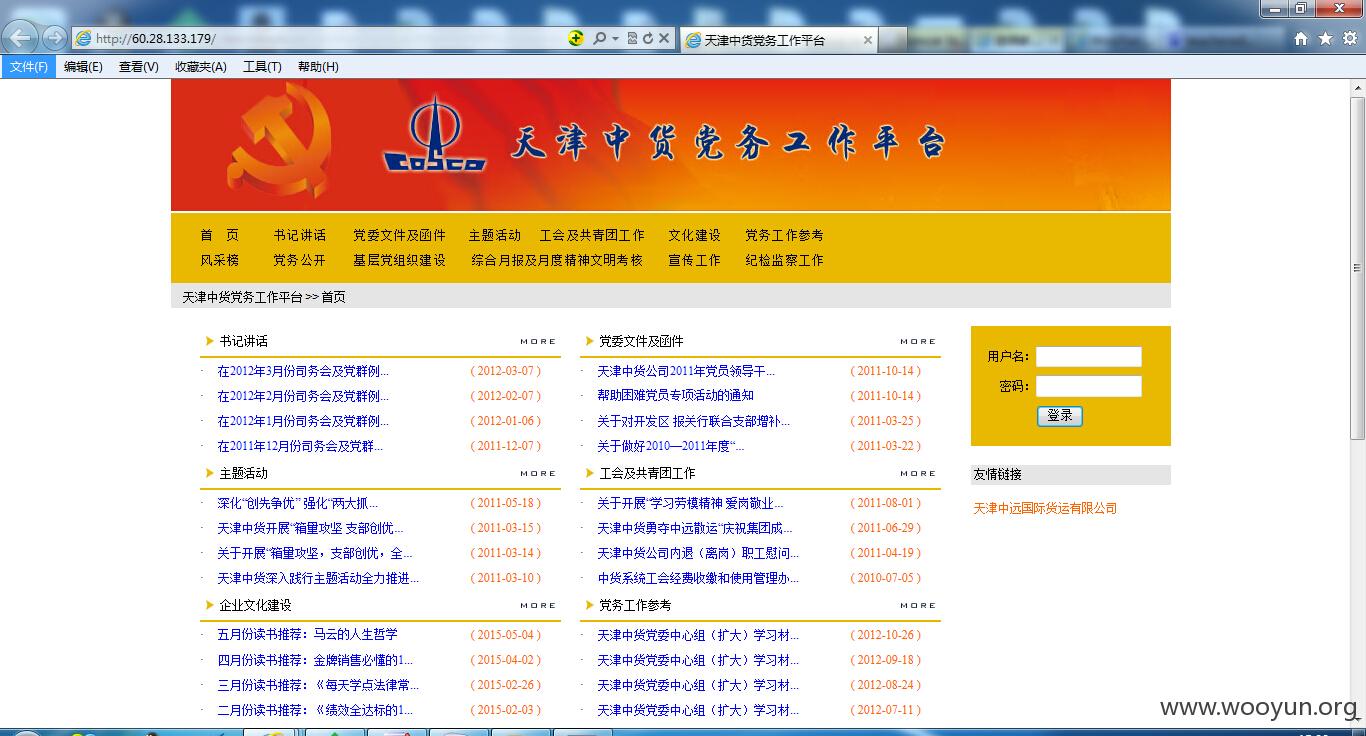 http://60.28.133.179/
天津中货党务工作平台
文件(F) 编辑(E) 查看(V) 收藏夹(A) 工具(T) 帮助(H)
COSCO 天津中货党务工作平台
首 页 书记讲话 党委文件及函件 主题活动 工会及共青团工作 文化建设 党务工作参考
风采榜 党务公开 基层党组织建设 综合月报及月度精神文明考核 宣传工作 纪检监察工作
天津中货党务工作平台 >> 首页
书记讲话 MORE
· 在2012年3月份司务会及党群例... ( 2012-03-07 )
· 在2012年2月份司务会及党群例... ( 2012-02-07 )
· 在2012年1月份司务会及党群例... ( 2012-01-06 )
· 在2011年12月份司务会及党群... ( 2011-12-07 )
党委文件及函件 MORE
· 天津中货公司2011年党员领导干... ( 2011-10-14 )
· 帮助困难党员专项活动的通知 ( 2011-10-14 )
· 关于对开发区 报关行联合支部增补... ( 2011-03-25 )
· 关于做好2010—2011年度“... ( 2011-03-22 )
主题活动 MORE
· 深化“创先争优” 强化“两大抓... ( 2011-05-18 )
· 天津中货开展“箱量攻坚 支部创优... ( 2011-03-15 )
· 关于开展“箱量攻坚，支部创优，全... ( 2011-03-14 )
· 天津中货深入践行主题活动全力推进... ( 2011-03-10 )
工会及共青团工作 MORE
· 关于开展“学习劳模精神 爱岗敬业... ( 2011-08-01 )
· 天津中货勇夺中远散运“庆祝集团成... ( 2011-06-29 )
· 天津中货公司内退（离岗）职工慰问... ( 2011-04-19 )
· 中货系统工会经费收缴和使用管理办... ( 2010-07-05 )
企业文化建设 MORE
· 五月份读书推荐：马云的人生哲学 ( 2015-05-04 )
· 四月份读书推荐：金牌销售必懂的1... ( 2015-04-02 )
· 三月份读书推荐：《每天学点法律常... ( 2015-02-26 )
· 二月份读书推荐：《绩效全达标的1... ( 2015-02-03 )
党务工作参考 MORE
· 天津中货党委中心组（扩大）学习材... ( 2012-10-26 )
· 天津中货党委中心组（扩大）学习材... ( 2012-09-18 )
· 天津中货党委中心组（扩大）学习材... ( 2012-08-24 )
· 天津中货党委中心组（扩大）学习材... ( 2012-07-11 )
用户名：
密码：
登录
友情链接
天津中远国际货运有限公司
www.wooyun.org